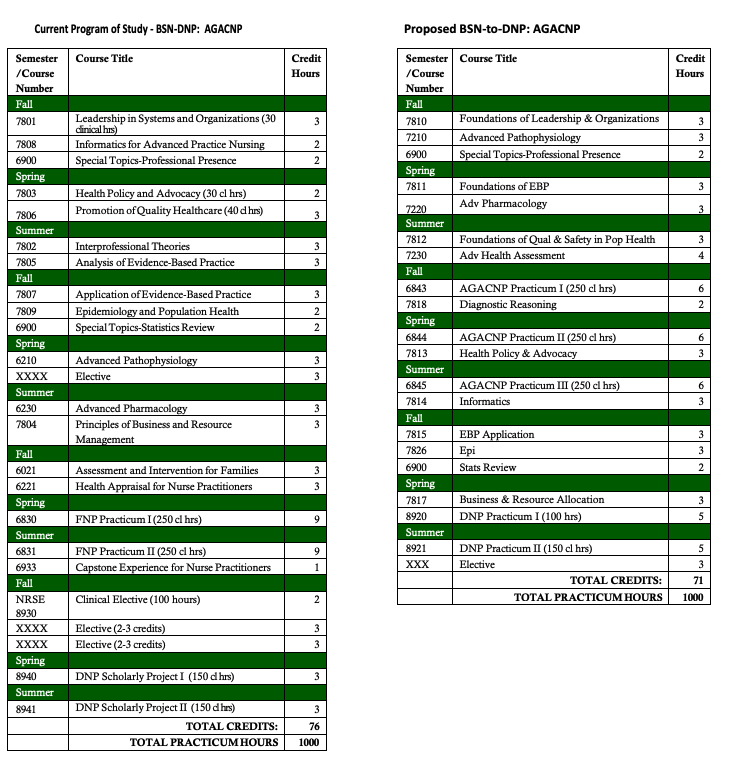 Current Program of Study - BSN-DNP: AGACNP
Semester /Course Number Course Title Credit Hours
Fall
7801 Leadership in Systems and Organizations (30 clinical hrs) 3
7808 Informatics for Advanced Practice Nursing 2
6900 Special Topics-Professional Presence 2
Spring
7803 Health Policy and Advocacy (30 cl hrs) 2
7806 Promotion of Quality Healthcare (40 cl hrs) 3
Summer
7802 Interprofessional Theories 3
7805 Analysis of Evidence-Based Practice 3
Fall
7807 Application of Evidence-Based Practice 3
7809 Epidemiology and Population Health 2
6900 Special Topics-Statistics Review 2
Spring
6210 Advanced Pathophysiology 3
XXXX Elective 3
Summer
6230 Advanced Pharmacology 3
7804 Principles of Business and Resource Management 3
Fall
6021 Assessment and Intervention for Families 3
6221 Health Appraisal for Nurse Practitioners 3
Spring
6830 FNP Practicum I (250 cl hrs) 9
Summer
6831 FNP Practicum II (250 cl hrs) 9
6933 Capstone Experience for Nurse Practitioners 1
Fall
NRSE 8930 Clinical Elective (100 hours) 2
XXXX Elective (2-3 credits) 3
XXXX Elective (2-3 credits) 3
Spring
8940 DNP Scholarly Project I (150 cl hrs) 3
Summer
8941 DNP Scholarly Project II (150 cl hrs) 3
TOTAL CREDITS: 76
TOTAL PRACTICUM HOURS 1000
Proposed BSN-to-DNP: AGACNP
Semester /Course Number Course Title Credit Hours
Fall
7810 Foundations of Leadership & Organizations 3
7210 Advanced Pathophysiology 3
6900 Special Topics-Professional Presence 2
Spring
7811 Foundations of EBP 3
7220 Adv Pharmacology 3
Summer
7812 Foundations of Qual & Safety in Pop Health 3
7230 Adv Health Assessment 4
Fall
6843 AGACNP Practicum I (250 cl hrs) 6
7818 Diagnostic Reasoning 2
Spring
6844 AGACNP Practicum II (250 cl hrs) 6
7813 Health Policy & Advocacy 3
Summer
6845 AGACNP Practicum III (250 cl hrs) 6
7814 Informatics 3
Fall
7815 EBP Application 3
7826 Epi 3
6900 Stats Review 2
Spring
7817 Business & Resource Allocation 3
8920 DNP Practicum I (100 hrs) 5
Summer
8921 DNP Practicum II (150 cl hrs) 5
XXX Elective 3
TOTAL CREDITS: 71
TOTAL PRACTICUM HOURS 1000